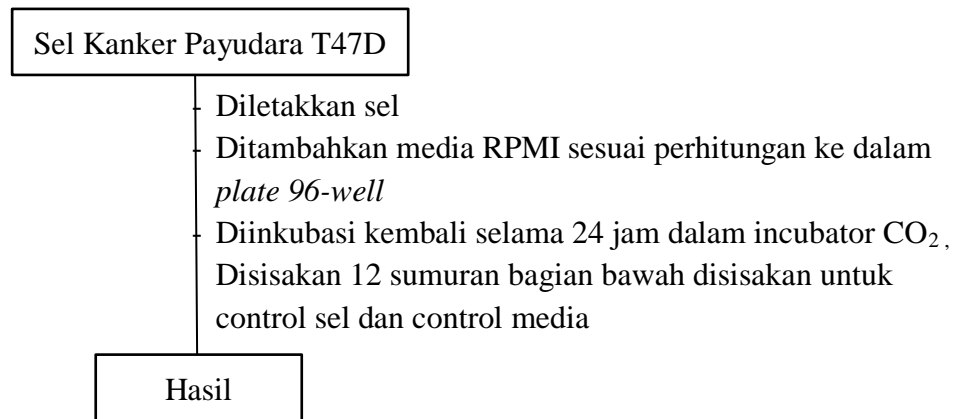 Sel Kanker Payudara T47D
- Diletakkan sel
- Ditambahkan media RPMI sesuai perhitungan ke dalam
plate 96-well
- Diinkubasi kembali selama 24 jam dalam incubator CO₂ ,
Disisakan 12 sumuran bagian bawah disisakan untuk
control sel dan control media
Hasil